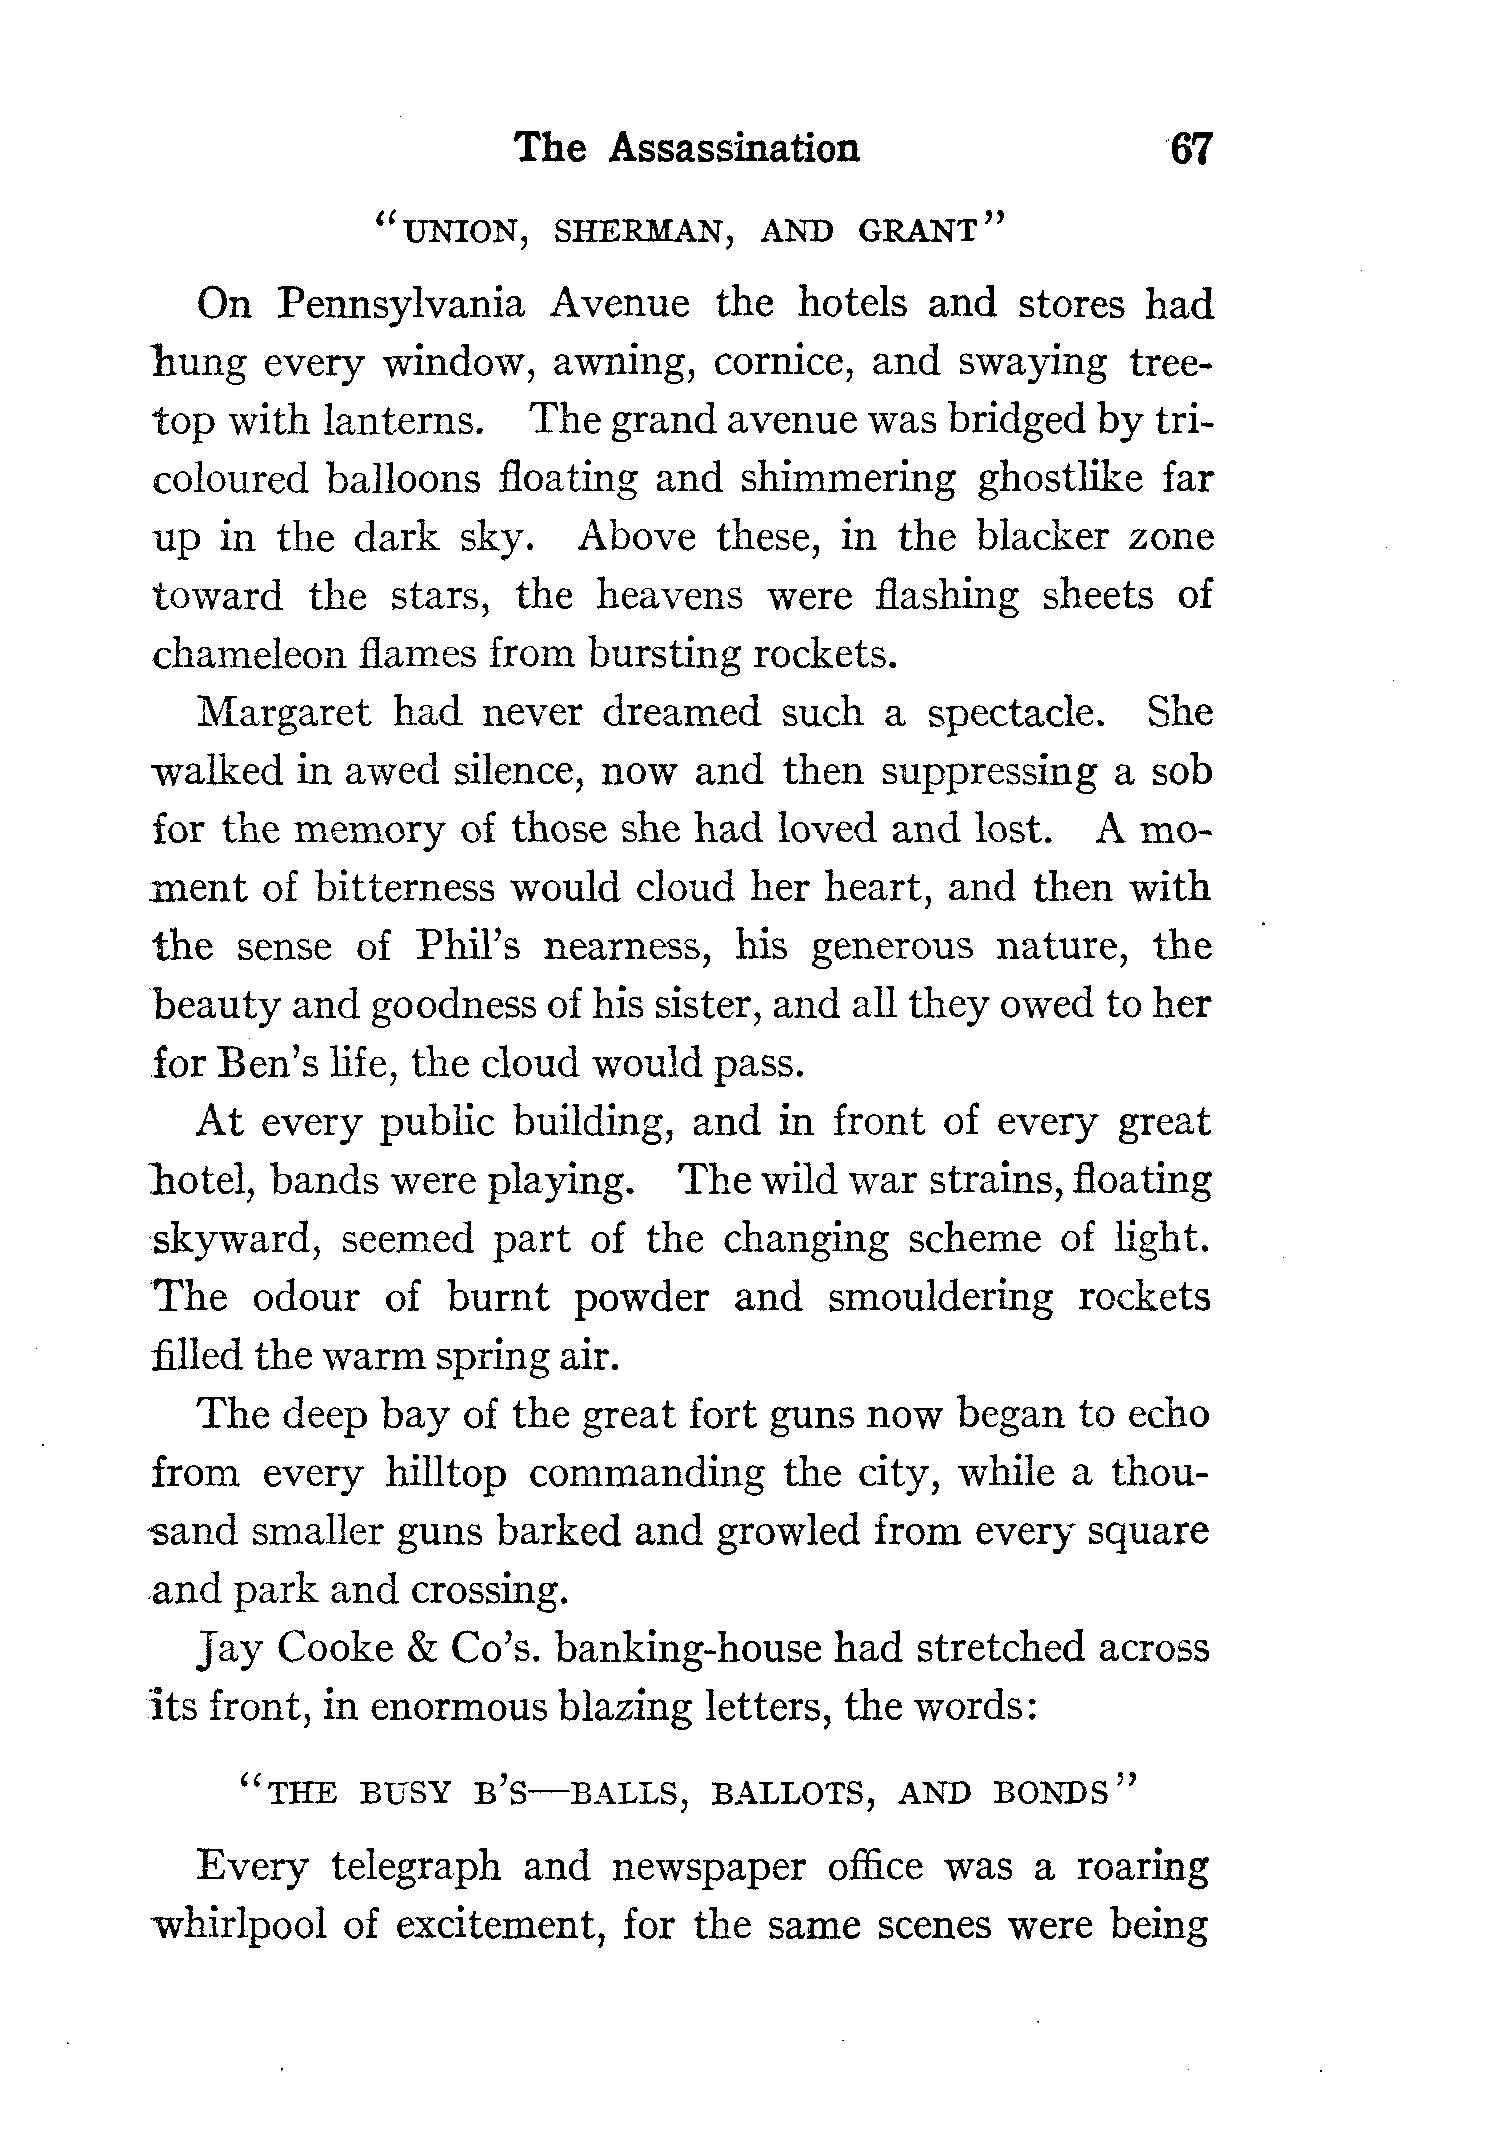 The Assassination 67
"UNION, SHERMAN, AND GRANT"
On Pennsylvania Avenue the hotels and stores had
hung every window, awning, cornice, and swaying tree-
top with lanterns. The grand avenue was bridged by tri-
coloured balloons floating and shimmering ghostlike far
up in the dark sky. Above these, in the blacker zone
toward the stars, the heavens were flashing sheets of
chameleon flames from bursting rockets.
Margaret had never dreamed such a spectacle. She
walked in awed silence, now and then suppressing a sob
for the memory of those she had loved and lost. A mo-
ment of bitterness would cloud her heart, and then with
the sense of Phil's nearness, his generous nature, the
beauty and goodness of his sister, and all they owed to her
for Ben's life, the cloud would pass.
At every public building, and in front of every great
hotel, bands were playing. The wild war strains, floating
skyward, seemed part of the changing scheme of light.
The odour of burnt powder and smouldering rockets
filled the warm spring air.
The deep bay of the great fort guns now began to echo
from every hilltop commanding the city, while a thou-
sand smaller guns barked and growled from every square
and park and crossing.
Jay Cooke & Co's. banking-house had stretched across
its front, in enormous blazing letters, the words:
"THE BUSY B'S—BALLS, BALLOTS, AND BONDS"
Every telegraph and newspaper office was a roaring
whirlpool of excitement, for the same scenes were being